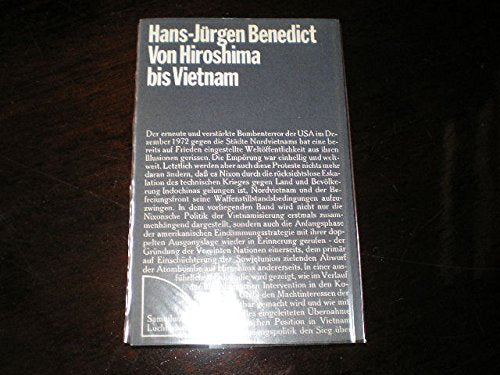 Hans-Jürgen Benedict
Von Hiroshima
bis Vietnam
Der erneute und verstärkte Bombenterror der USA im De-
zember 1972 gegen die Städte Nordvietnams hat eine be-
reits auf Frieden eingestellte Weltöffentlichkeit aus ihren
Illusionen gerissen. Die Empörung war einhellig und welt-
weit. Letztlich werden aber auch diese Proteste nichts mehr
daran ändern, daß es Nixon durch die rücksichtslose Eska-
lation des technischen Krieges gegen Land und Bevölke-
rung Indochinas gelungen ist, Nordvietnam und der Be-
freiungsfront seine Waffenstillstandsbedingungen aufzu-
zwingen. In dem vorliegenden Band wird nicht nur die
Nixonsche Politik der Vietnamisierung erstmals zusam-
menhängend dargestellt, sondern auch die Anfangsphase
der amerikanischen Eindämmungsstrategie mit ihrer dop-
pelten Ausgangslage wieder in Erinnerung gerufen - der
Gründung der Vereinten Nationen einerseits, dem primär
auf Einschüchterung der Sowjetunion zielenden Abwurf
der Atombombe auf Hiroshima andererseits. In einer aus-
wird gezeigt, wie im Verlauf
Intervention in den Ko-
den Machtinteressen der
bar gemacht wird und wie mit
eingeleiteten Übernahme
Position in Vietnam
den Sieg über
Sammlung